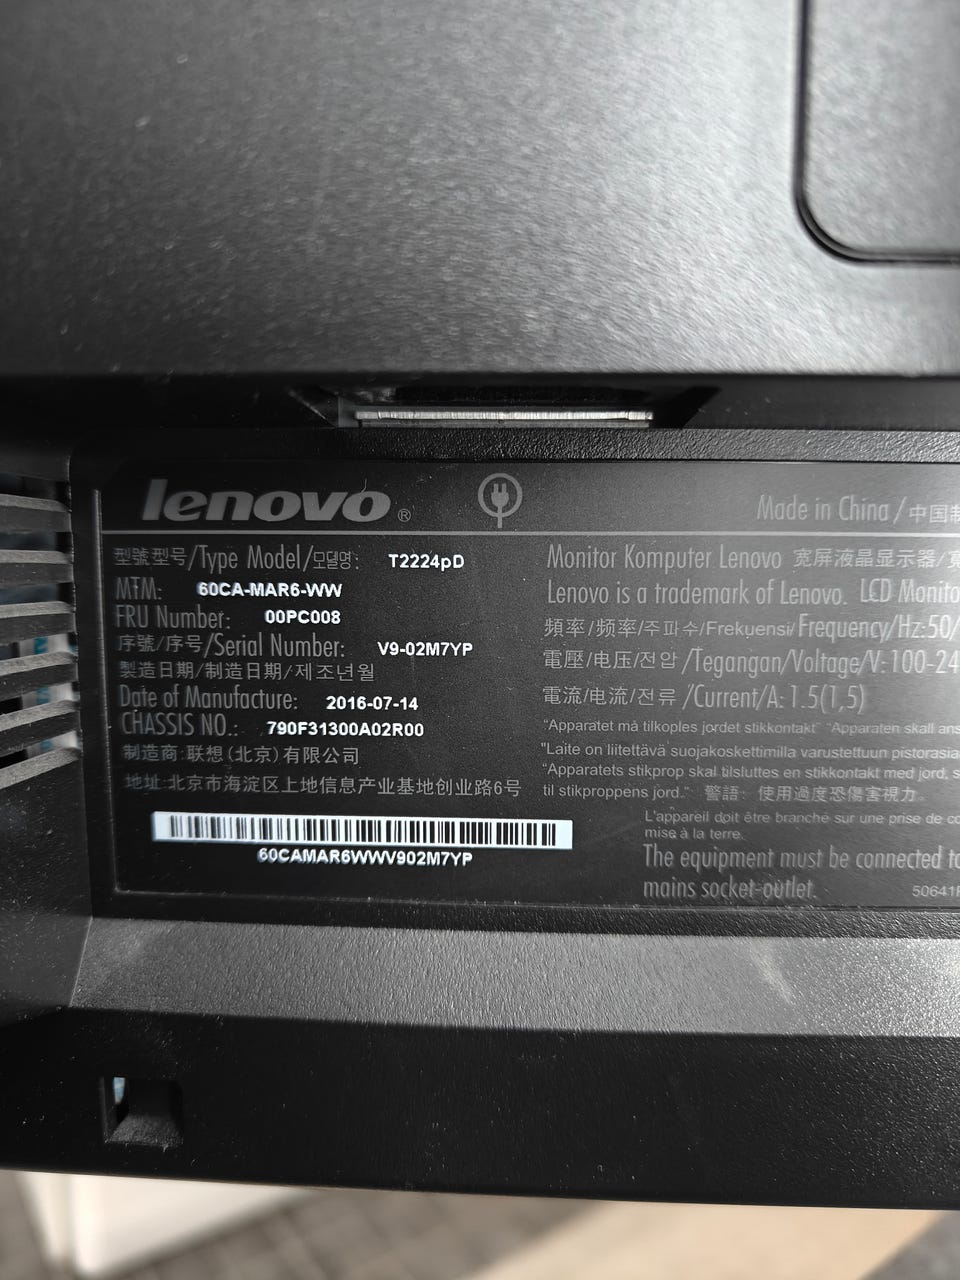 lenovo®
Made in China / 中国制
型號型号/Type Model/모델명: T2224pD
MTM: 60CA-MAR6-WW
FRU Number: 00PC008
序號/序号/Serial Number: V9-02M7YP
製造日期/制造日期/제조년월
Date of Manufacture: 2016-07-14
CHASSIS NO.: 790F31300A02R00
制造商:联想(北京)有限公司
地址:北京市海淀区上地信息产业基地创业路6号
60CAMAR6WWV902M7YP
Monitor Komputer Lenovo 宽屏液晶显示器/
Lenovo is a trademark of Lenovo. LCD Monito
頻率/频率/주파수/Frekuensi/Frequency/Hz:50/
電壓/电压/전압/Tegangan/Voltage/V:100-24
電流/电流/전류/Current/A: 1.5(1,5)
"Apparatet må tilkoples jordet stikkontakt" "Apparaten skall ans
"Laite on liitettävä suojakoskettimilla varustettuun pistorasia
"Apparatets stikprop skal tilsluttes en stikkontakt med jord, s
til stikproppens jord." 警語: 使用過度恐傷害視力.
L'appareil doit être branché sur une prise de co
mise à la terre.
The equipment must be connected to
mains socket-outlet.
50641